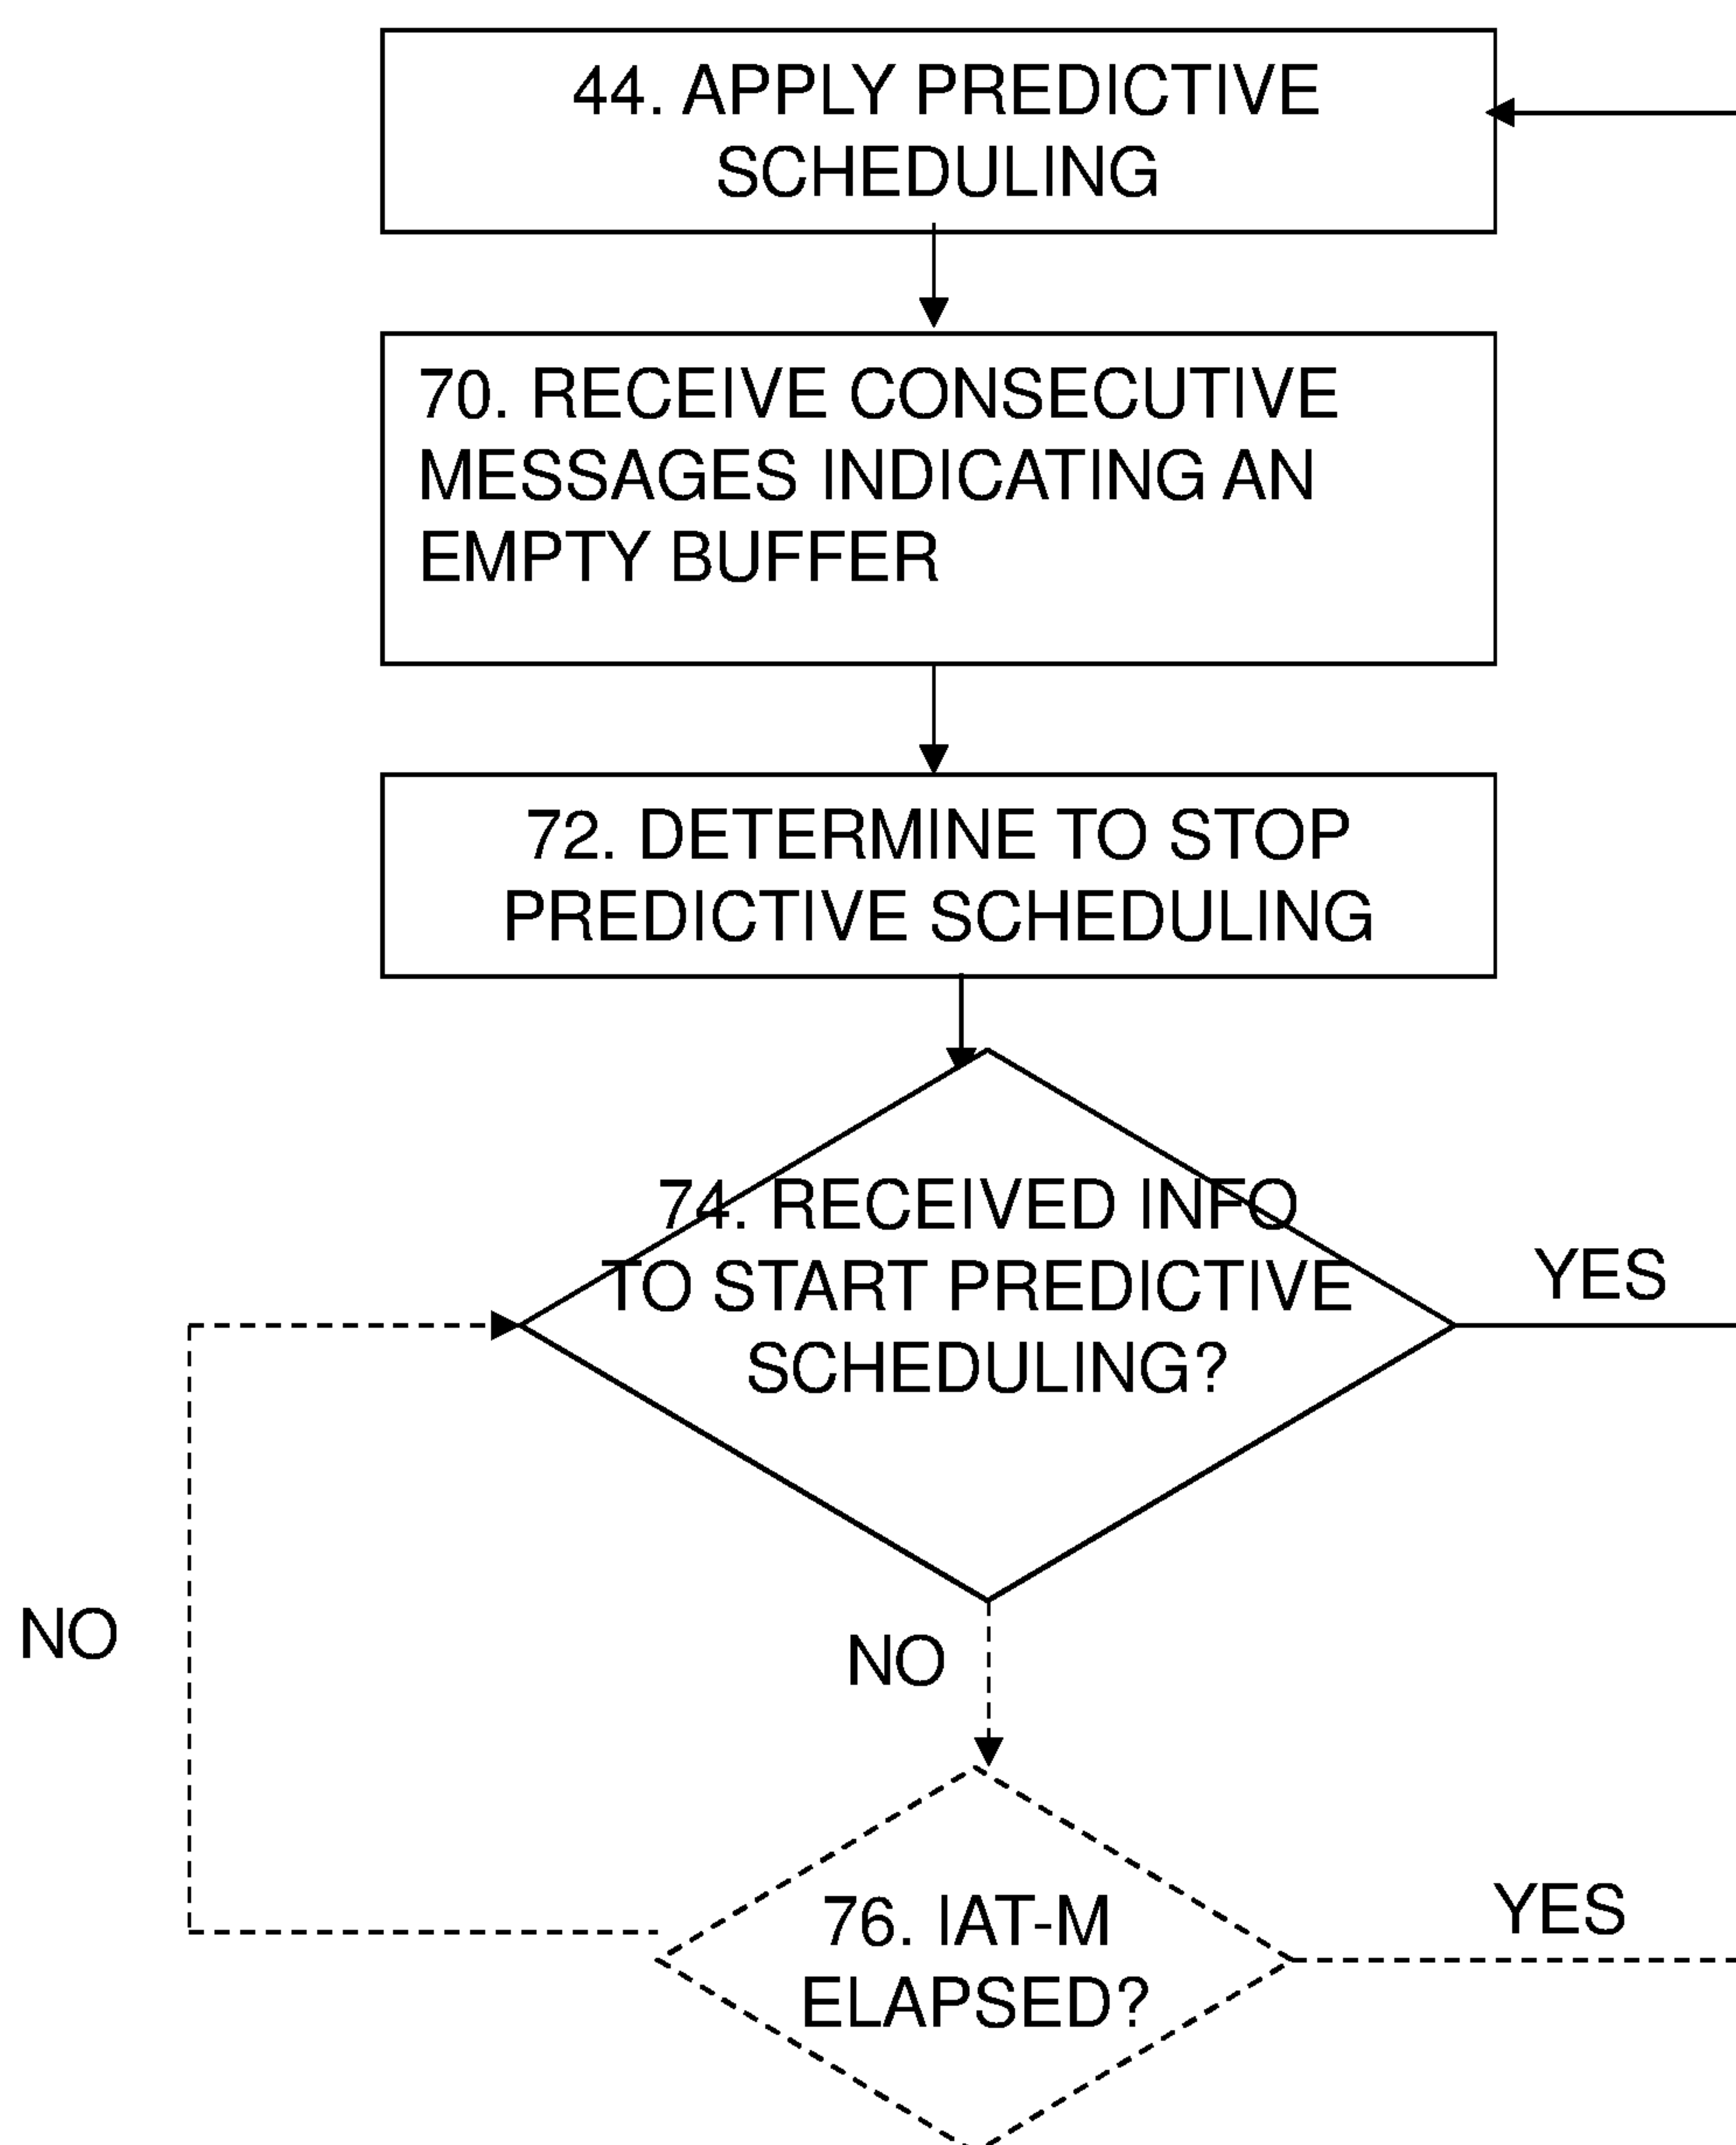 44. APPLY PREDICTIVE
SCHEDULING
70. RECEIVE CONSECUTIVE
MESSAGES INDICATING AN
EMPTY BUFFER
72. DETERMINE TO STOP
PREDICTIVE SCHEDULING
74. RECEIVED INFO
TO START PREDICTIVE
SCHEDULING?
YES
NO
NO
76. IAT-M
ELAPSED?
YES